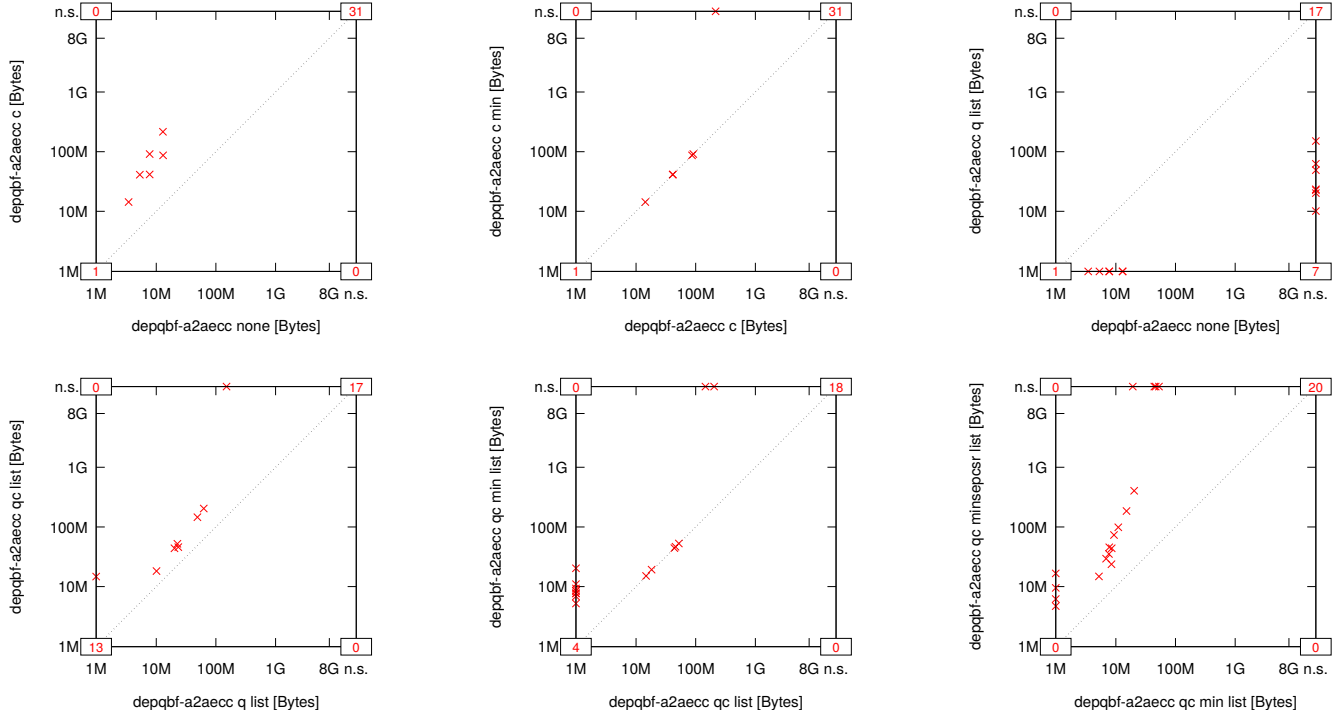 n.s. 0 31
8G
1G
100M
10M
1M 1 0
1M 10M 100M 1G 8G n.s.
depqbf-a2aecc c [Bytes]
depqbf-a2aecc none [Bytes]
n.s. 0 31
8G
1G
100M
10M
1M 1 0
1M 10M 100M 1G 8G n.s.
depqbf-a2aecc c min [Bytes]
depqbf-a2aecc c [Bytes]
n.s. 0 17
8G
1G
100M
10M
1M 1 7
1M 10M 100M 1G 8G n.s.
depqbf-a2aecc q list [Bytes]
depqbf-a2aecc none [Bytes]
n.s. 0 17
8G
1G
100M
10M
1M 13 0
1M 10M 100M 1G 8G n.s.
depqbf-a2aecc qc list [Bytes]
depqbf-a2aecc q list [Bytes]
n.s. 0 18
8G
1G
100M
10M
1M 4 0
1M 10M 100M 1G 8G n.s.
depqbf-a2aecc qc min list [Bytes]
depqbf-a2aecc qc list [Bytes]
n.s. 0 20
8G
1G
100M
10M
1M 0 0
1M 10M 100M 1G 8G n.s.
depqbf-a2aecc qc minsepcsr list [Bytes]
depqbf-a2aecc qc min list [Bytes]